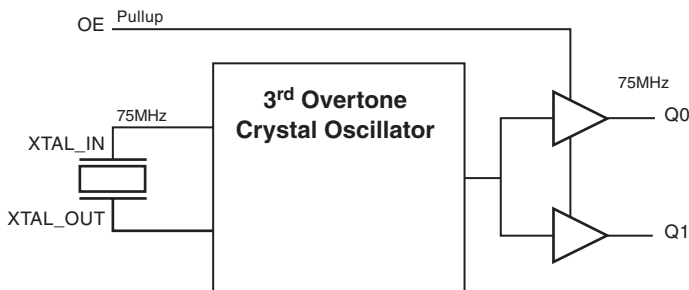 OE Pullup
75MHz
3rd Overtone
Crystal Oscillator
75MHz
Q0
XTAL_IN
XTAL_OUT
Q1